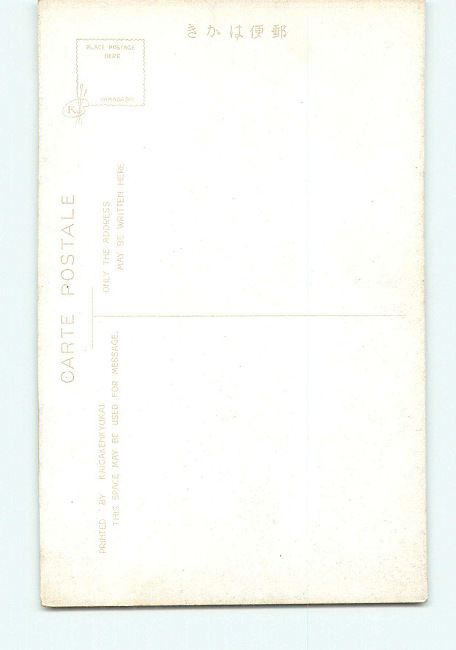 きかは便郵
PLACE POSTAGE
HERE
K
CARTE POSTALE
ONLY THE ADDRESS
MAY BE WRITTEN HERE
PRINTED BY KAIGAKENKYUKAI
THIS SPACE MAY BE USED FOR MESSAGE.